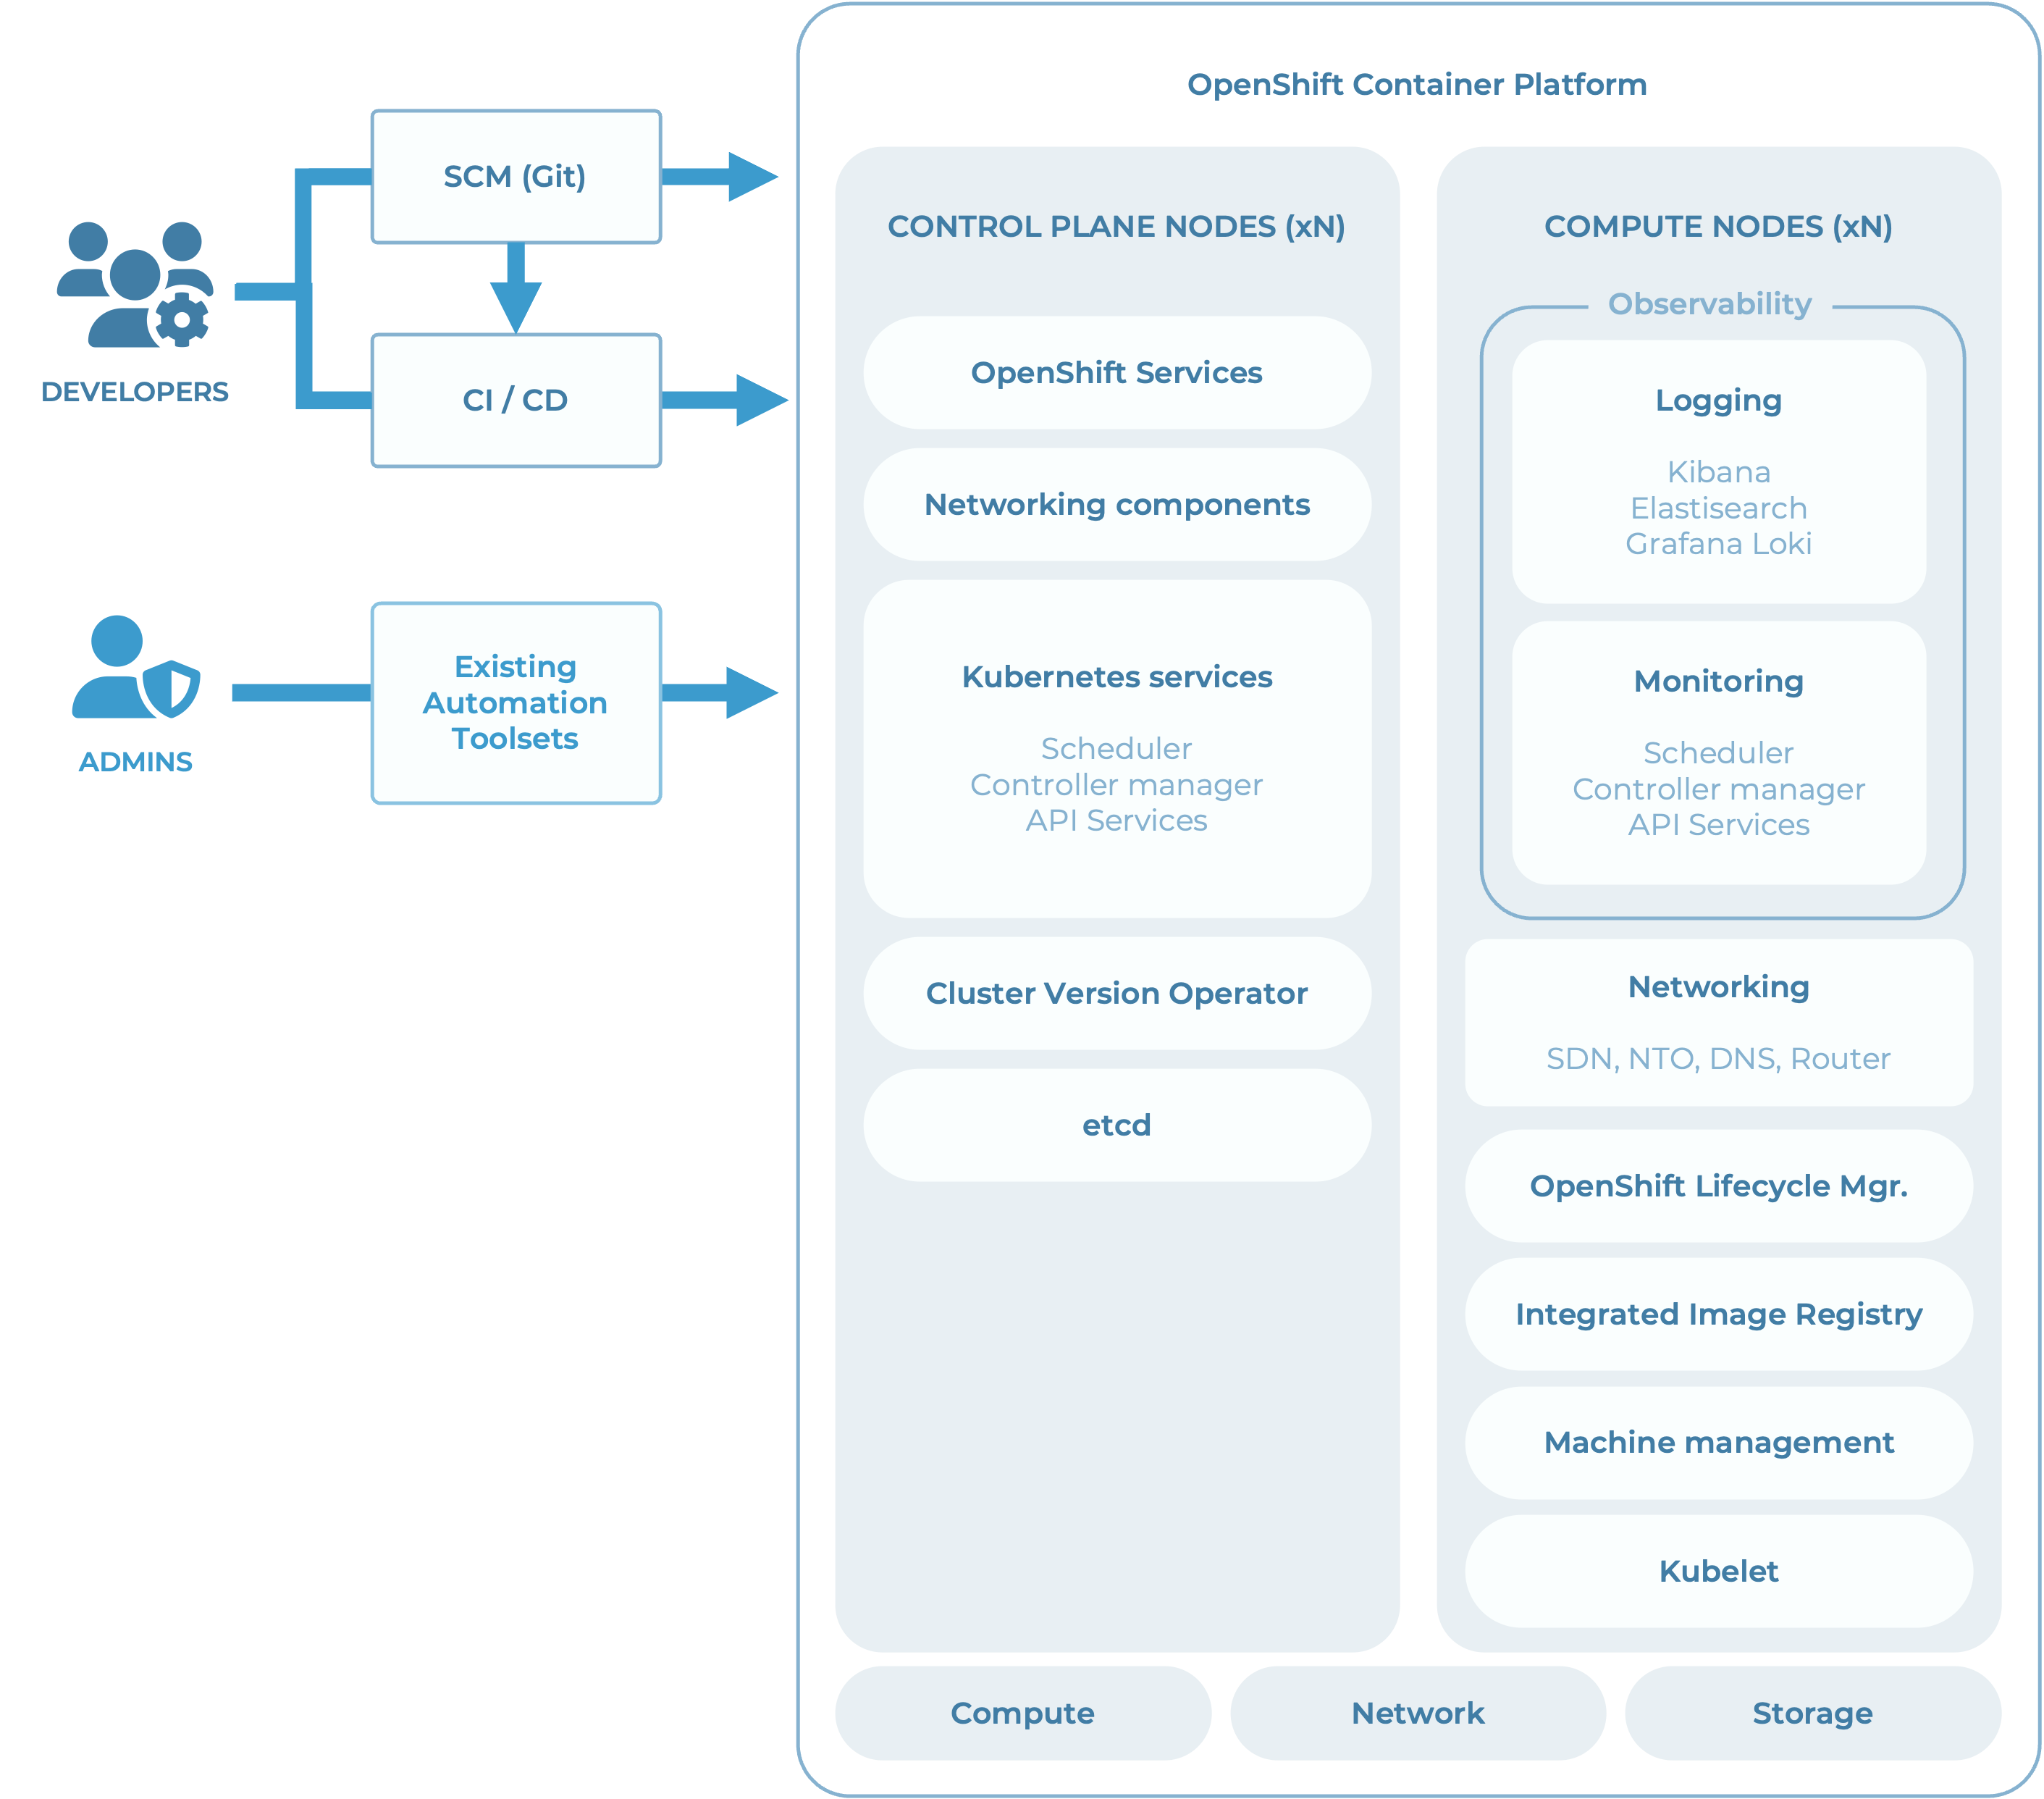 OpenShift Container Platform
SCM (Git)
CI / CD
DEVELOPERS
Existing
Automation
Toolsets
ADMINS
CONTROL PLANE NODES (xN)
OpenShift Services
Networking components
Kubernetes services
Scheduler
Controller manager
API Services
Cluster Version Operator
etcd
COMPUTE NODES (xN)
Observability
Logging
Kibana
Elastisearch
Grafana Loki
Monitoring
Scheduler
Controller manager
API Services
Networking
SDN, NTO, DNS, Router
OpenShift Lifecycle Mgr.
Integrated Image Registry
Machine management
Kubelet
Compute
Network
Storage